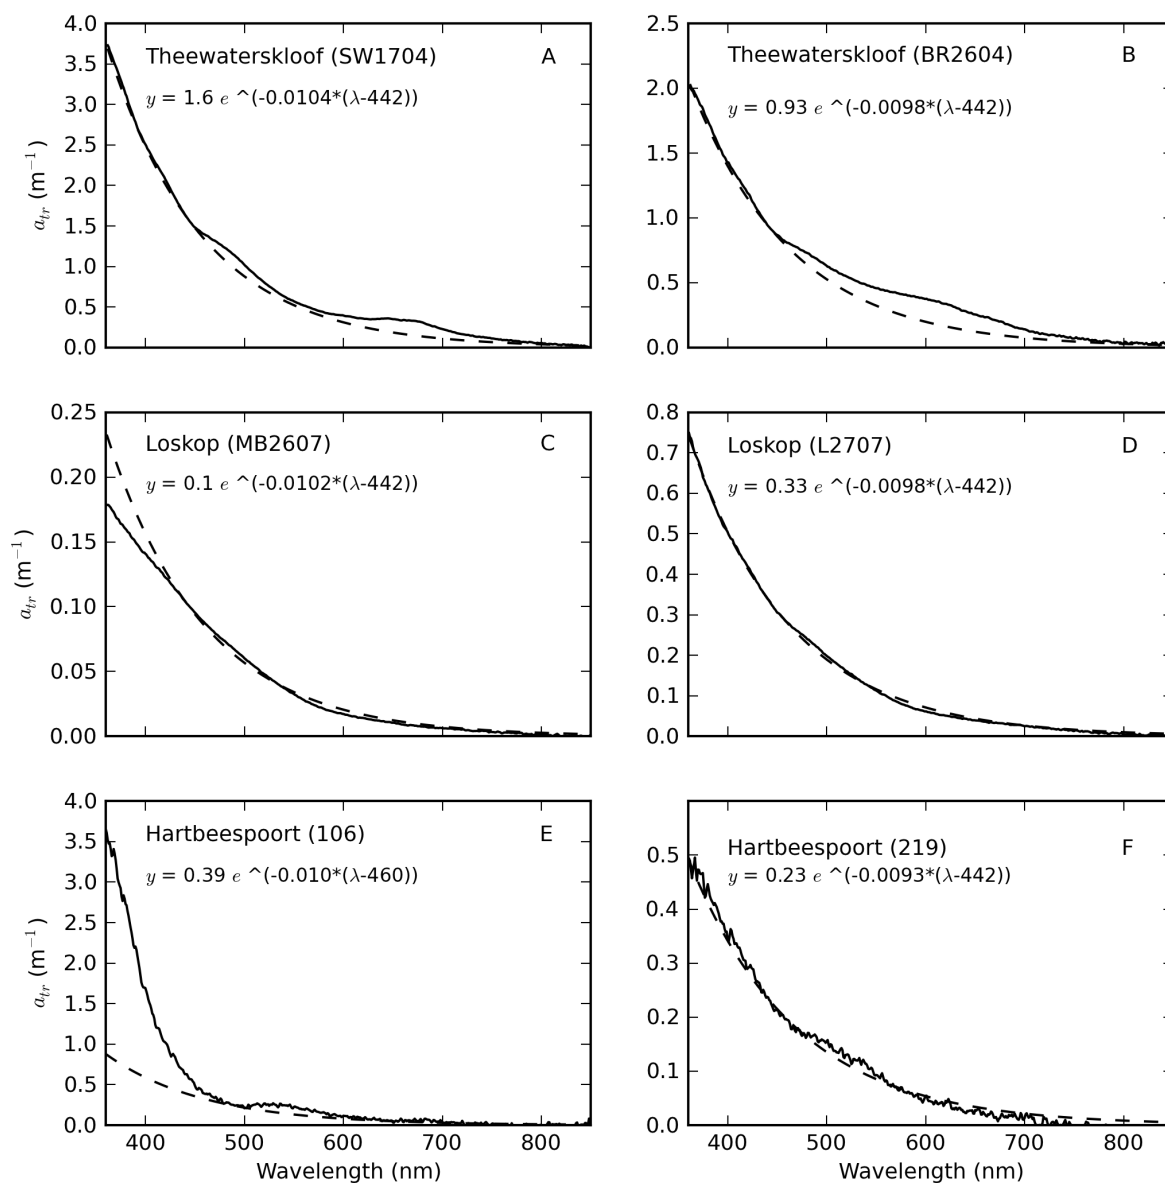 Theewaterskloof (SW1704) A
y = 1.6 e ^(-0.0104*(λ-442))
4.0
3.5
3.0
2.5
2.0
1.5
1.0
0.5
0.0
a_tr (m⁻¹)
Theewaterskloof (BR2604) B
y = 0.93 e ^(-0.0098*(λ-442))
2.5
2.0
1.5
1.0
0.5
0.0
Loskop (MB2607) C
y = 0.1 e ^(-0.0102*(λ-442))
0.25
0.20
0.15
0.10
0.05
0.00
a_tr (m⁻¹)
Loskop (L2707) D
y = 0.33 e ^(-0.0098*(λ-442))
0.8
0.7
0.6
0.5
0.4
0.3
0.2
0.1
0.0
Hartbeespoort (106) E
y = 0.39 e ^(-0.010*(λ-460))
4.0
3.5
3.0
2.5
2.0
1.5
1.0
0.5
0.0
a_tr (m⁻¹)
400 500 600 700 800
Wavelength (nm)
Hartbeespoort (219) F
y = 0.23 e ^(-0.0093*(λ-442))
0.5
0.4
0.3
0.2
0.1
0.0
400 500 600 700 800
Wavelength (nm)